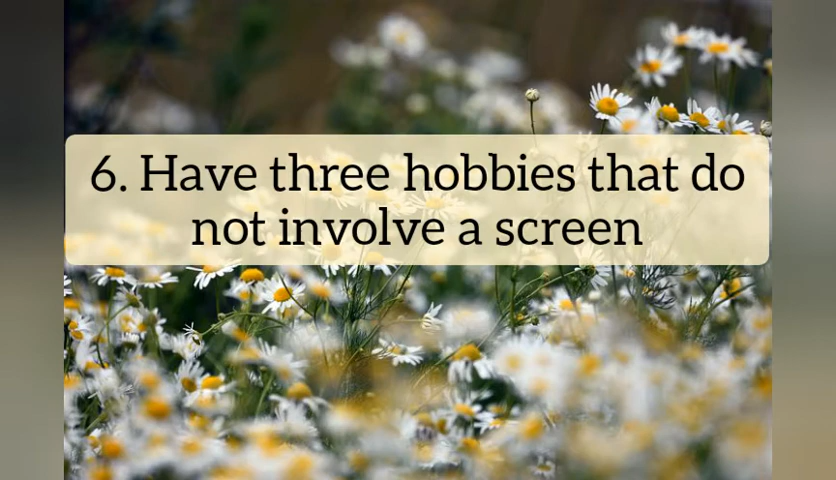 6. Have three hobbies that do
not involve a screen